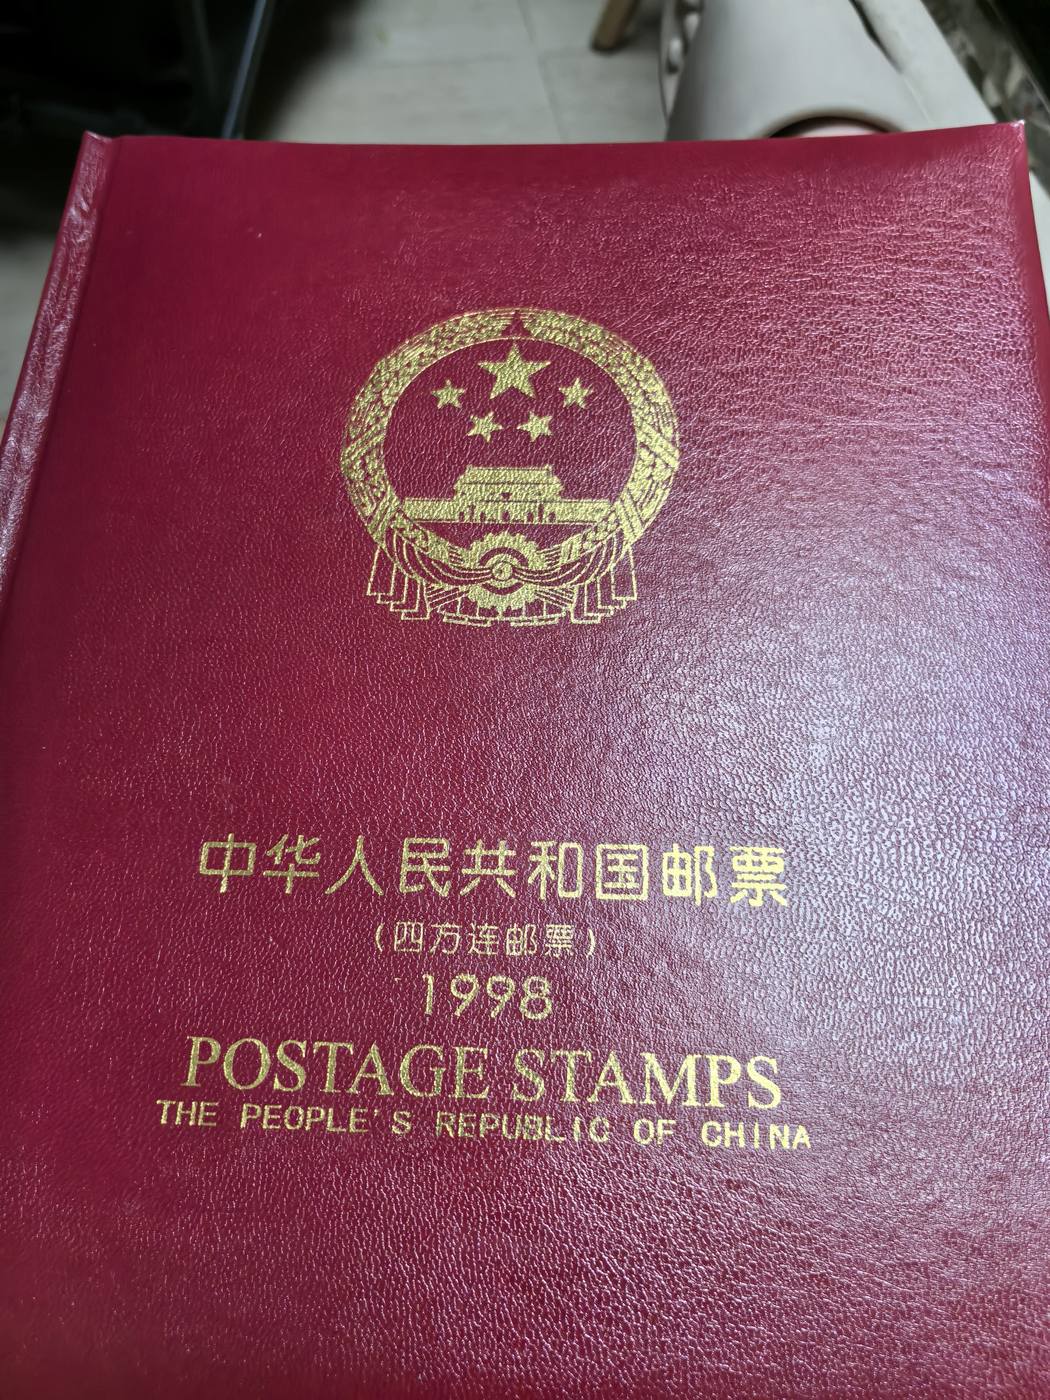 中华人民共和国邮票
（四方连邮票）
1998
POSTAGE STAMPS
THE PEOPLE'S REPUBLIC OF CHINA